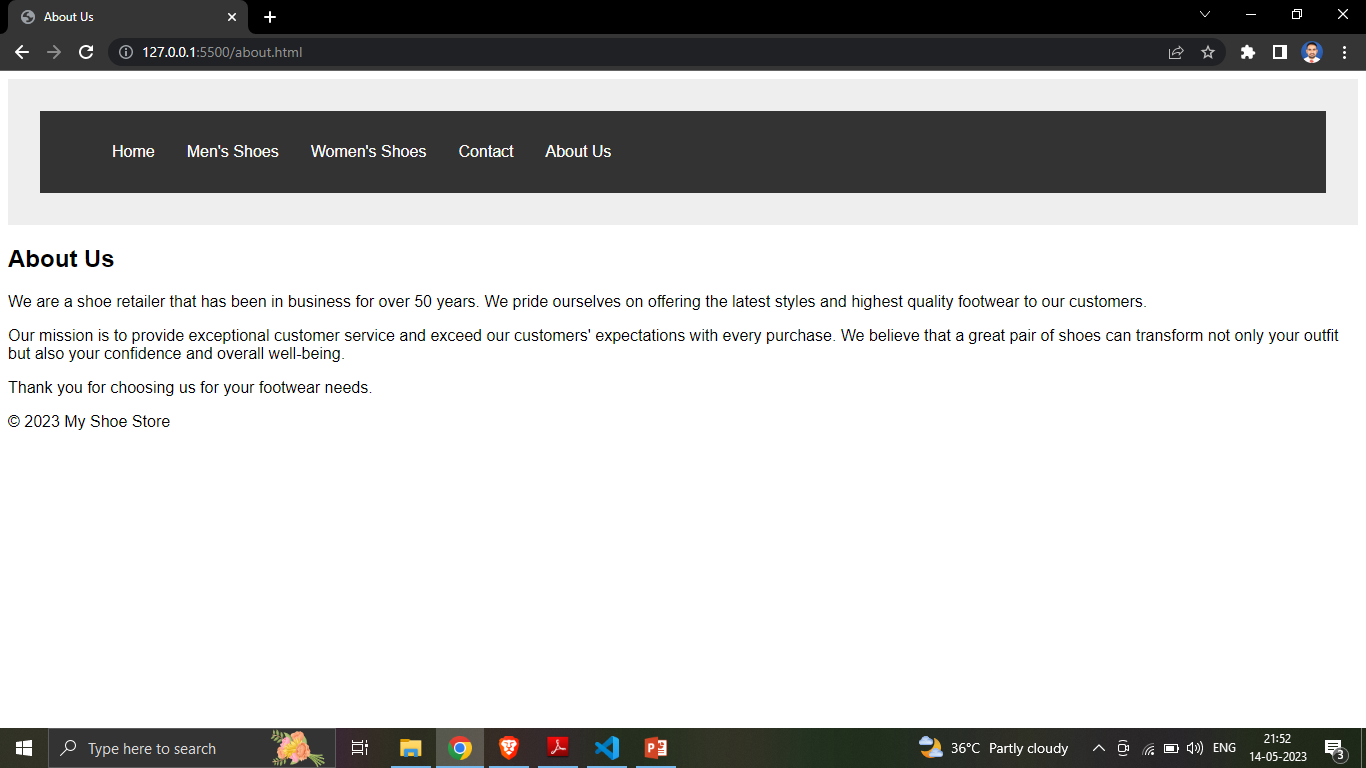 About Us
127.0.0.1:5500/about.html
Home Men's Shoes Women's Shoes Contact About Us
About Us
We are a shoe retailer that has been in business for over 50 years. We pride ourselves on offering the latest styles and highest quality footwear to our customers.
Our mission is to provide exceptional customer service and exceed our customers' expectations with every purchase. We believe that a great pair of shoes can transform not only your outfit
but also your confidence and overall well-being.
Thank you for choosing us for your footwear needs.
© 2023 My Shoe Store
Type here to search
36°C Partly cloudy
ENG
21:52
14-05-2023
3